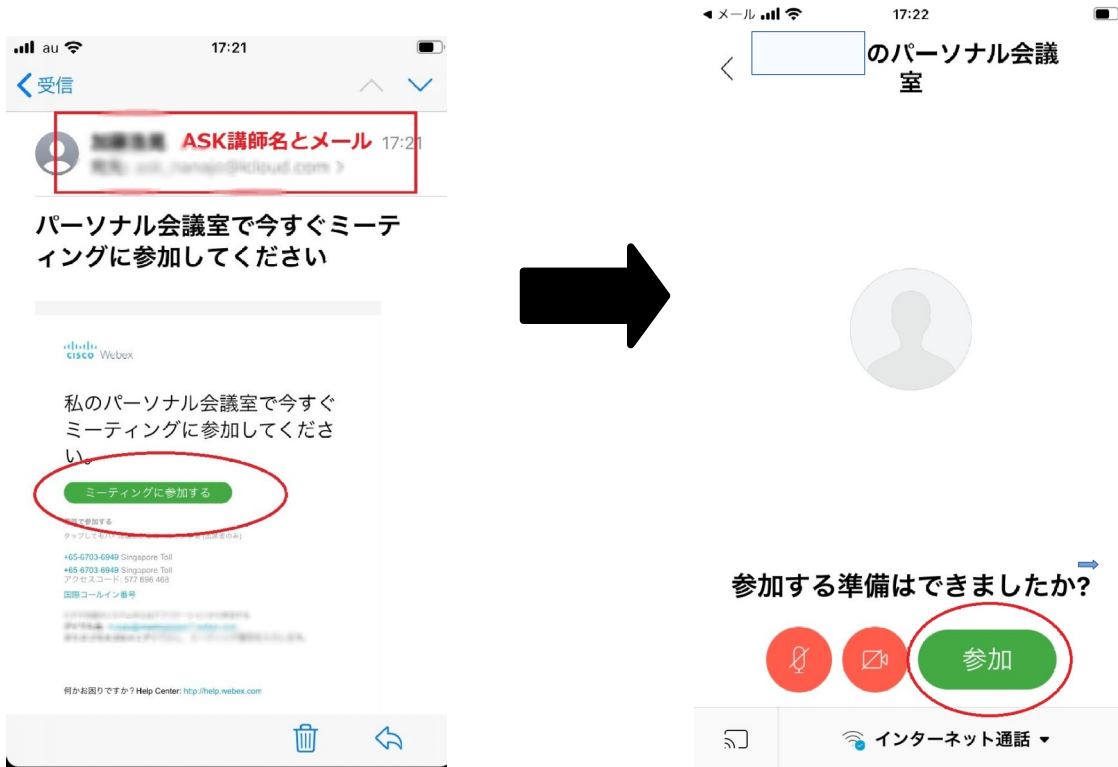 au
17:21
受信
ASK講師名とメール 17:21
パーソナル会議室で今すぐミーテ
ィングに参加してください
CISCO Webex
私のパーソナル会議室で今すぐ
ミーティングに参加してくださ
い。
ミーティングに参加する
+65-6703-6949 Singapore Toll
+65 6703 6949 Singapore Toll
アクセスコード: 577 896 468
国際コールイン番号
何かお困りですか? Help Center: http://help.webex.com
メール
17:22
のパーソナル会議
室
参加する準備はできましたか?
参加
インターネット通話